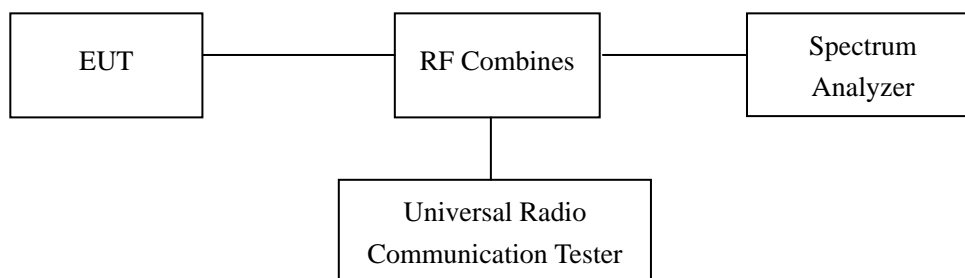 EUT
RF Combines
Spectrum
Analyzer
Universal Radio
Communication Tester